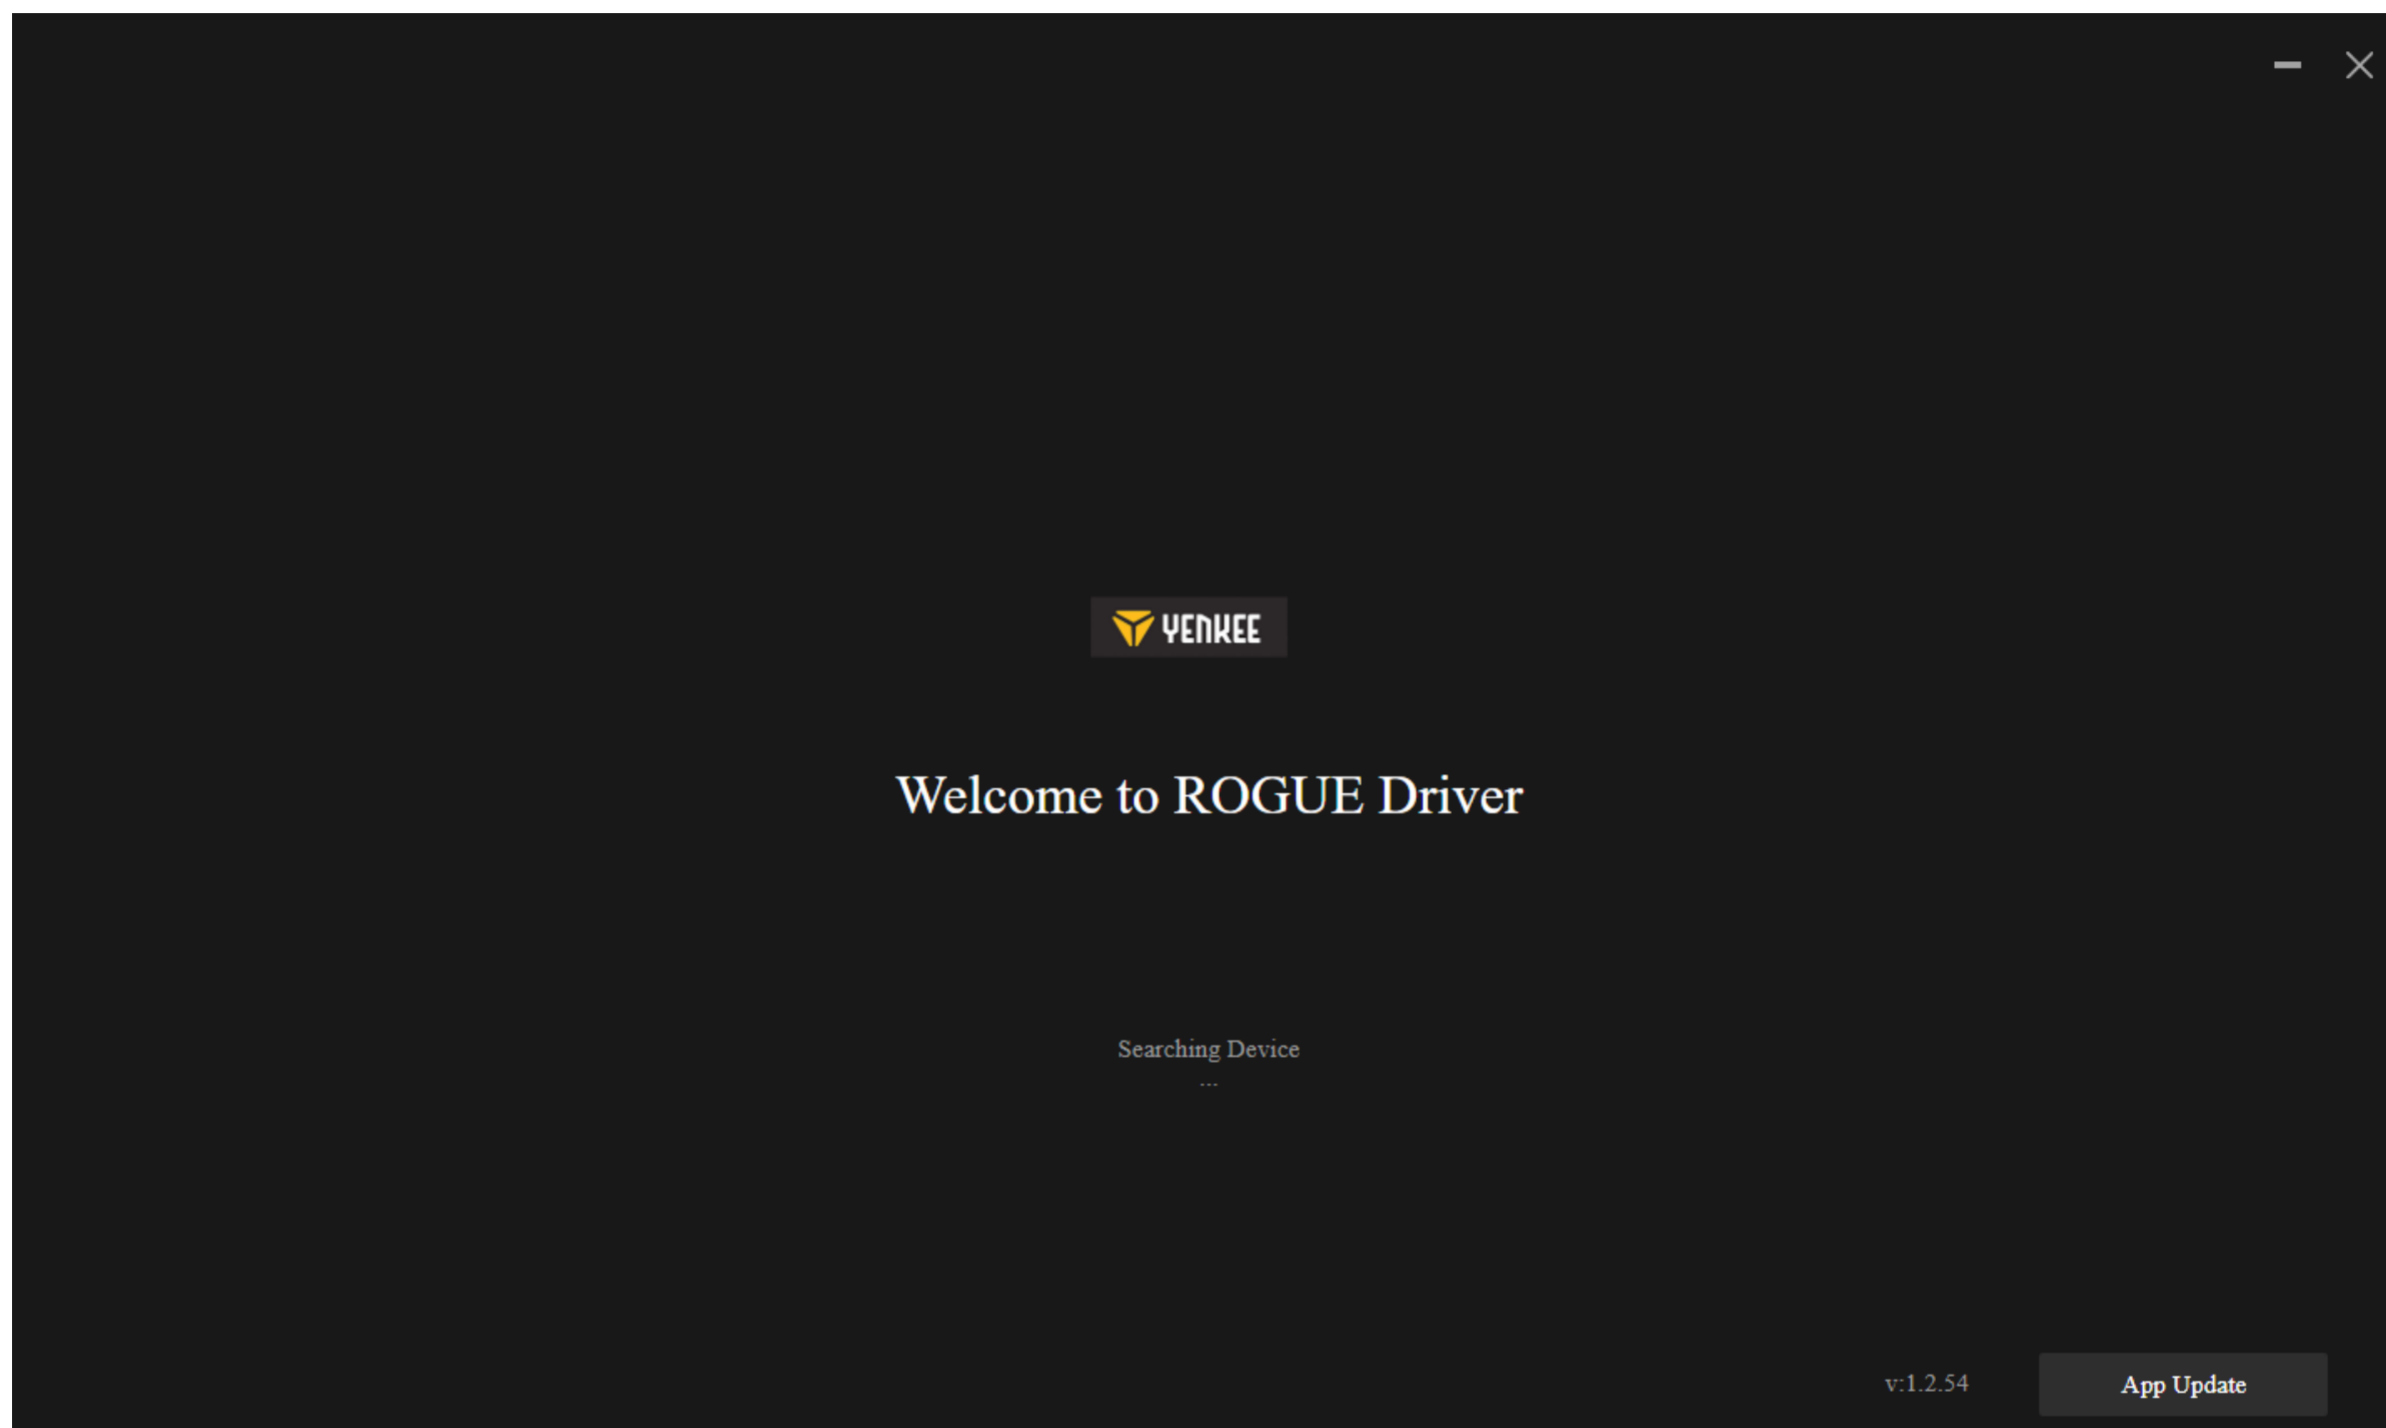 YENKEE
Welcome to ROGUE Driver
Searching Device
...
v:1.2.54
App Update